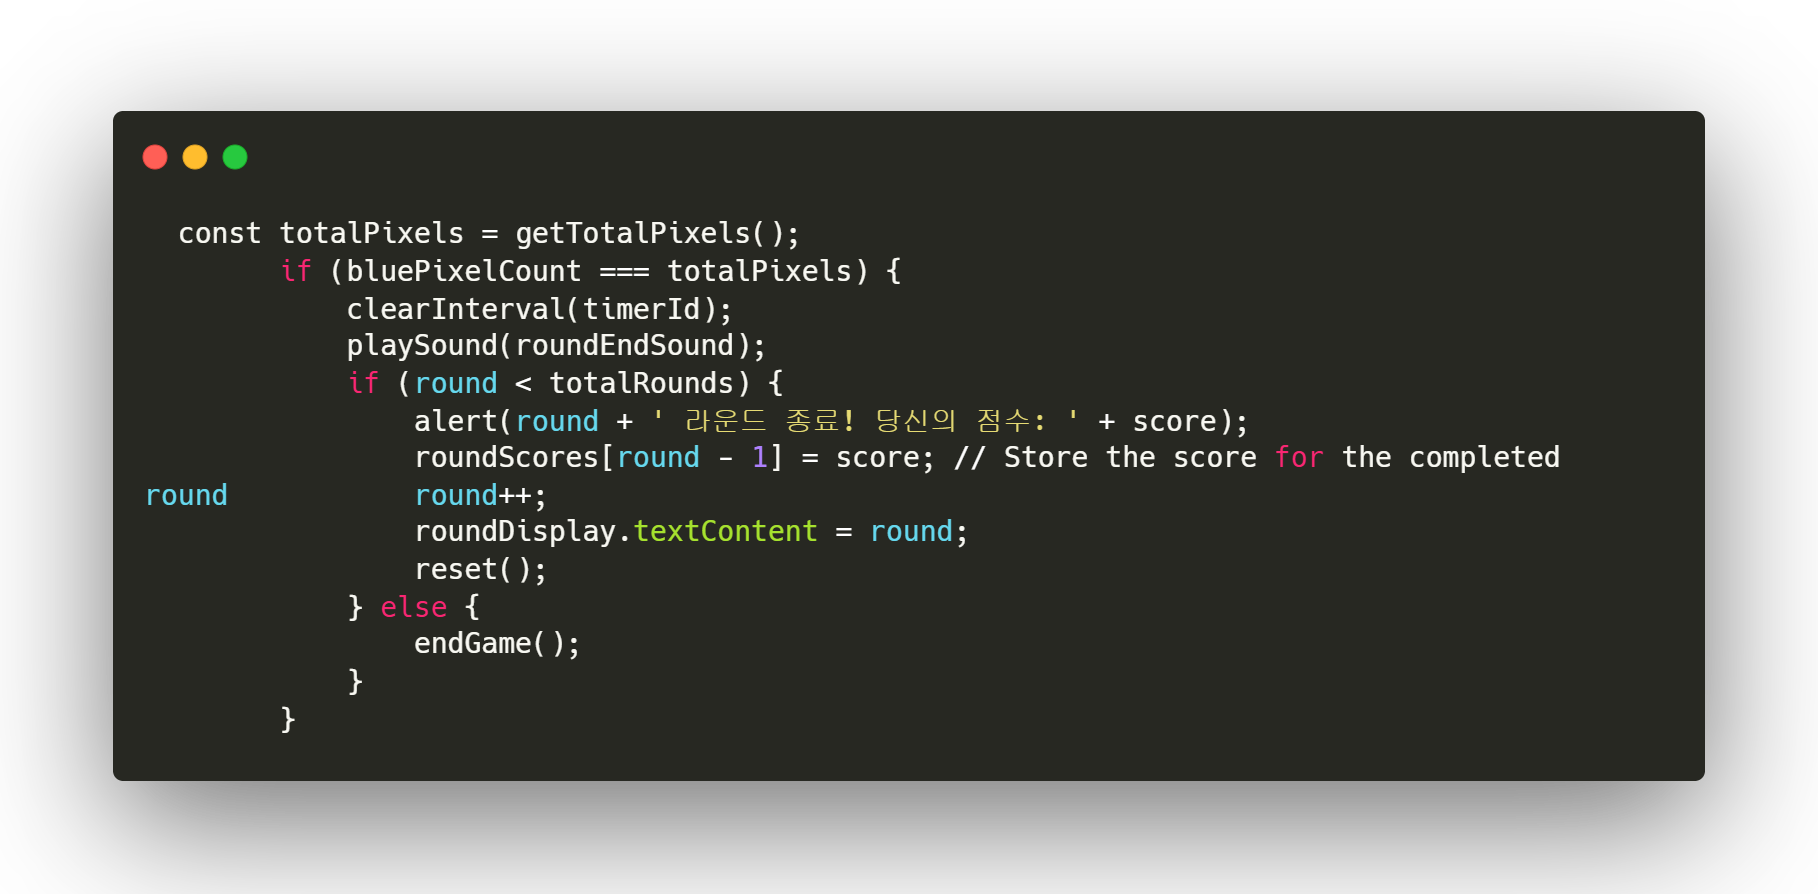 const totalPixels = getTotalPixels();
if (bluePixelCount === totalPixels) {
clearInterval(timerId);
playSound(roundEndSound);
if (round < totalRounds) {
alert(round + ' 라운드 종료! 당신의 점수: ' + score);
roundScores[round - 1] = score; // Store the score for the completed
round round++;
roundDisplay.textContent = round;
reset();
} else {
endGame();
}
}